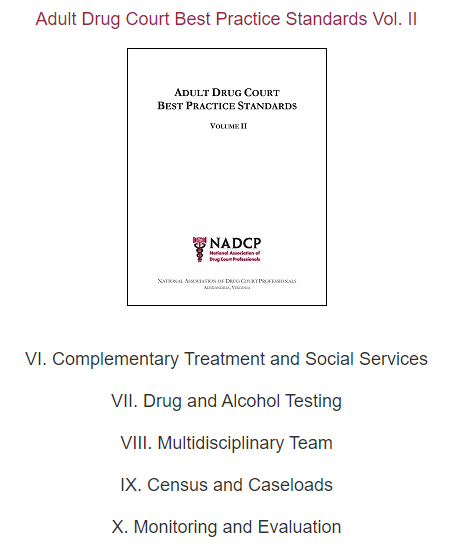 Adult Drug Court Best Practice Standards Vol. II
ADULT DRUG COURT
BEST PRACTICE STANDARDS
VOLUME II
NADCP
National Association of
Drug Court Professionals
NATIONAL ASSOCIATION OF DRUG COURT PROFESSIONALS
ALEXANDRIA, VIRGINIA
VI. Complementary Treatment and Social Services
VII. Drug and Alcohol Testing
VIII. Multidisciplinary Team
IX. Census and Caseloads
X. Monitoring and Evaluation